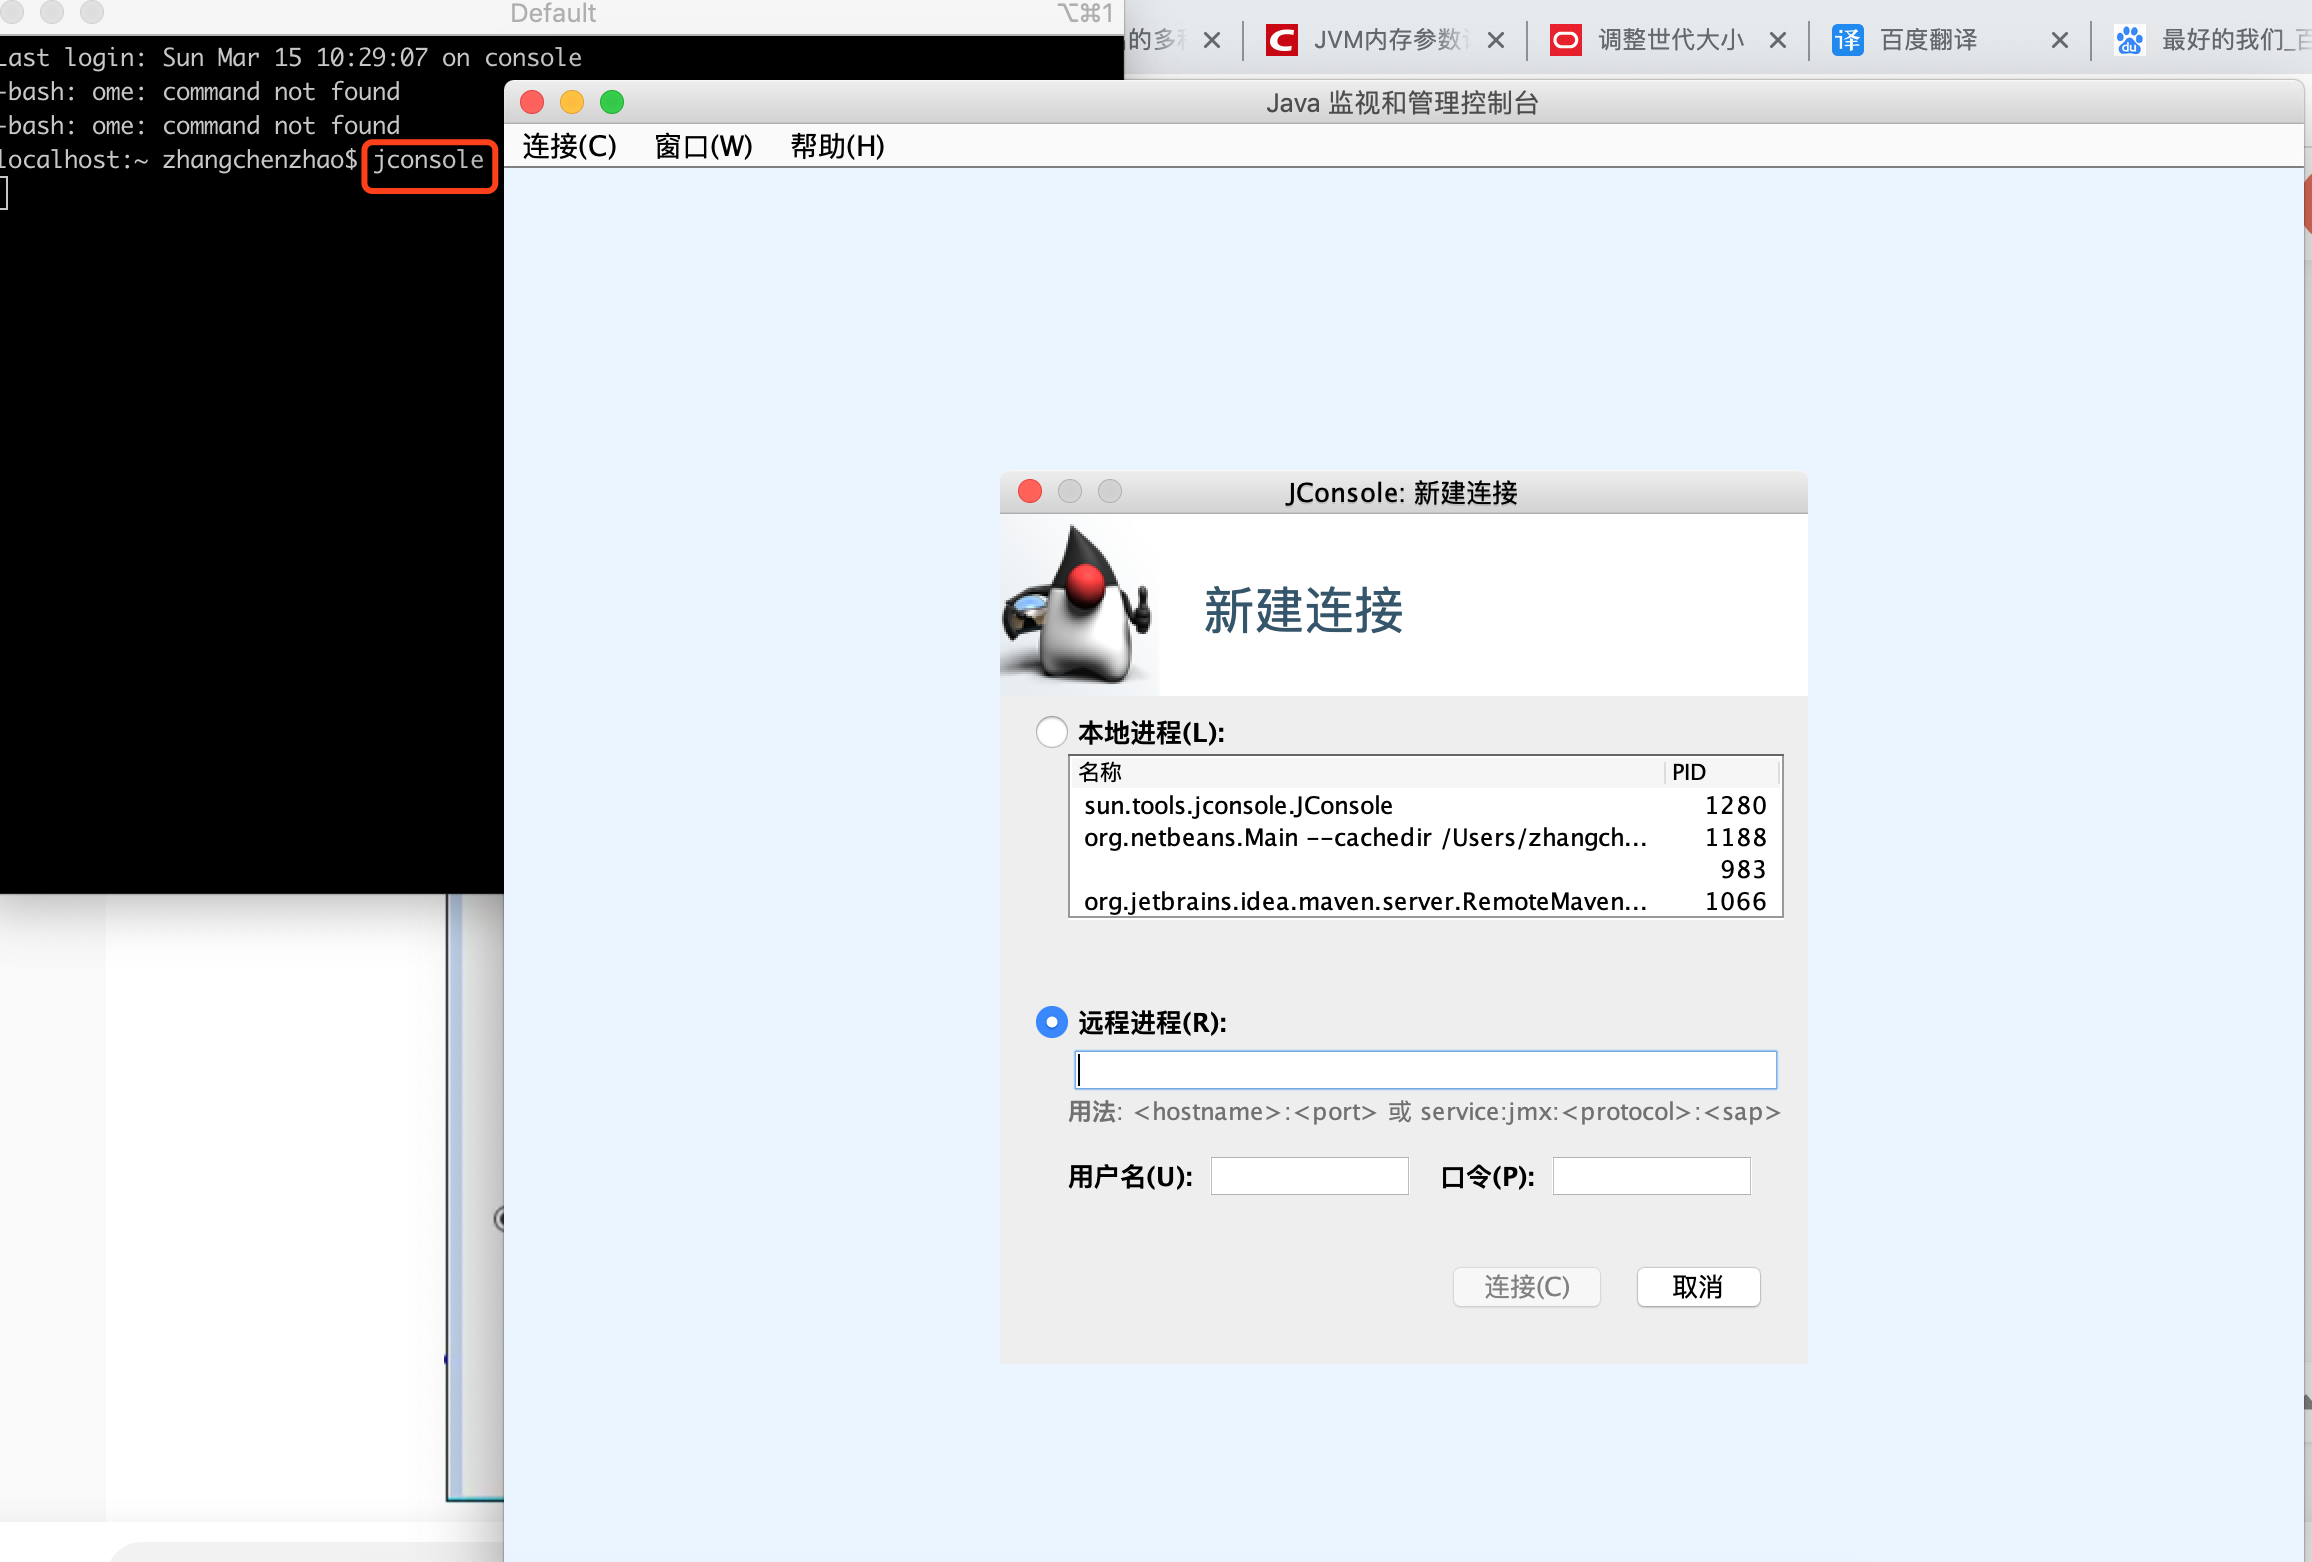 Default
⌥⌘1
Last login: Sun Mar 15 10:29:07 on console
-bash: ome: command not found
-bash: ome: command not found
localhost:~ zhangchenzhao$ jconsole
的多
JVM内存参数
调整世代大小
译 百度翻译
du 最好的我们_百
Java 监视和管理控制台
连接(C) 窗口(W) 帮助(H)
JConsole: 新建连接
新建连接
本地进程(L):
名称 PID
sun.tools.jconsole.JConsole 1280
org.netbeans.Main --cachedir /Users/zhangch... 1188
983
org.jetbrains.idea.maven.server.RemoteMaven... 1066
远程进程(R):
用法: <hostname>:<port> 或 service:jmx:<protocol>:<sap>
用户名(U): 口令(P):
连接(C) 取消